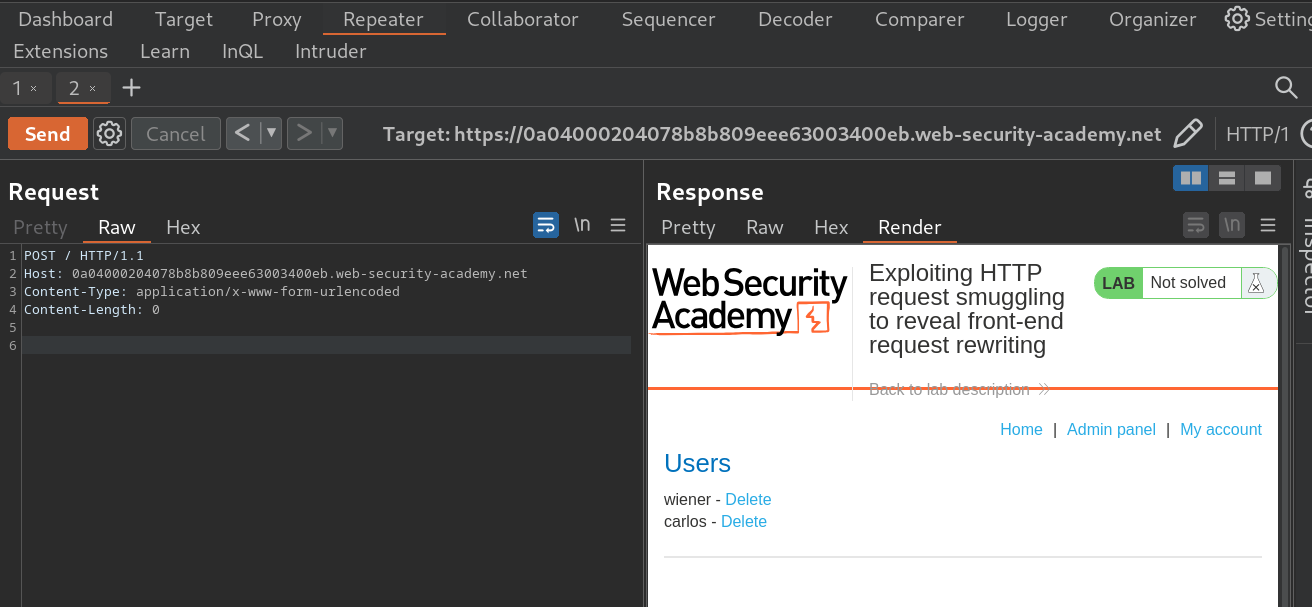 Dashboard Target Proxy Repeater Collaborator Sequencer Decoder Comparer Logger Organizer Settin
Extensions Learn InQL Intruder
1 × 2 × +
Send Cancel < ▼ > ▼ Target: https://0a04000204078b8b809eee63003400eb.web-security-academy.net HTTP/1
Request
Pretty Raw Hex \n
1 POST / HTTP/1.1
2 Host: 0a04000204078b8b809eee63003400eb.web-security-academy.net
3 Content-Type: application/x-www-form-urlencoded
4 Content-Length: 0
5
6
Response
Pretty Raw Hex Render \n
Web Security
Academy
Exploiting HTTP
request smuggling
to reveal front-end
request rewriting
LAB Not solved
Back to lab description
Home | Admin panel | My account
Users
wiener - Delete
carlos - Delete
Inspector